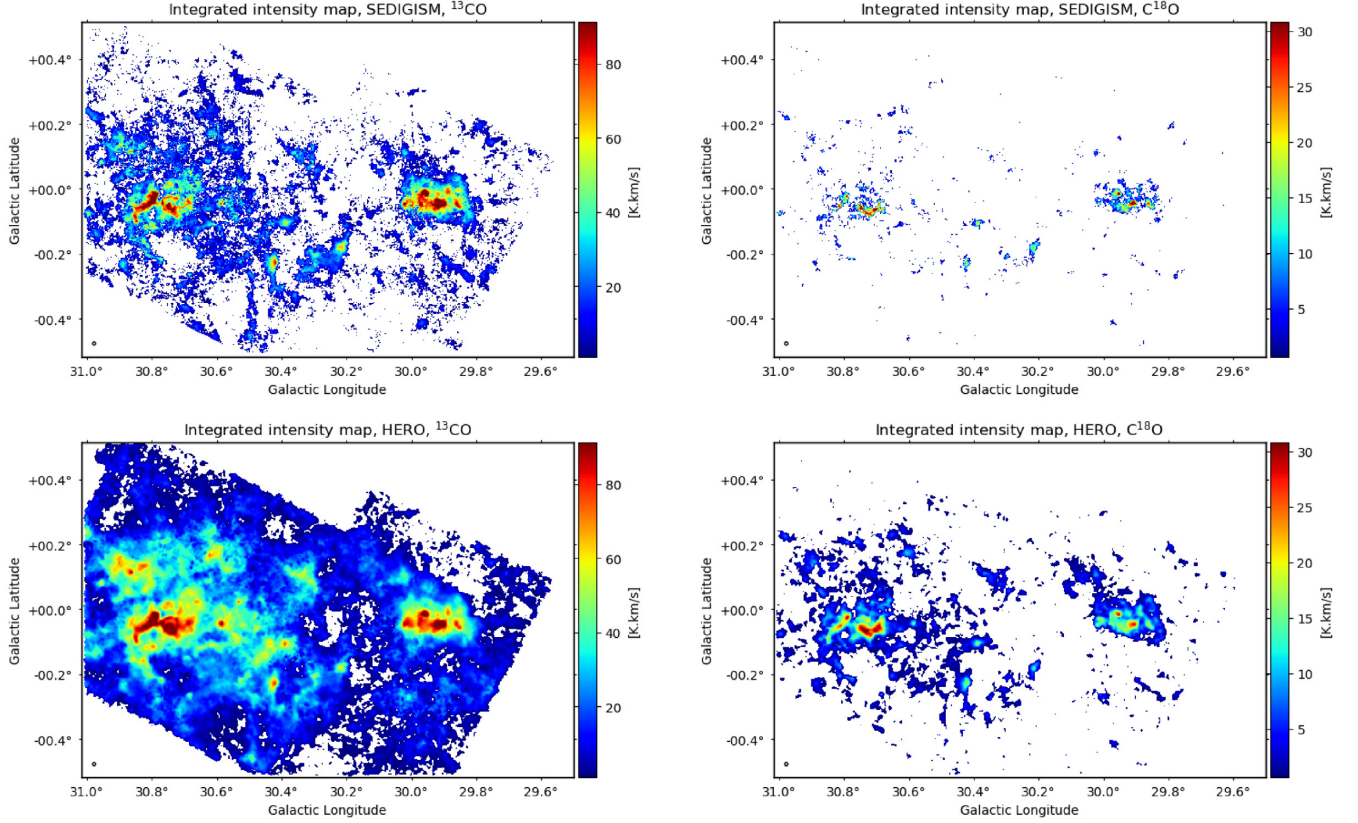 Integrated intensity map, SEDIGISM, ¹³CO
+00.4°
+00.2°
+00.0°
-00.2°
-00.4°
Galactic Latitude
31.0° 30.8° 30.6° 30.4° 30.2° 30.0° 29.8° 29.6°
Galactic Longitude
80
60
40
20
[K.km/s]
Integrated intensity map, SEDIGISM, C¹⁸O
+00.4°
+00.2°
+00.0°
-00.2°
-00.4°
Galactic Latitude
31.0° 30.8° 30.6° 30.4° 30.2° 30.0° 29.8° 29.6°
Galactic Longitude
30
25
20
15
10
5
[K.km/s]
Integrated intensity map, HERO, ¹³CO
+00.4°
+00.2°
+00.0°
-00.2°
-00.4°
Galactic Latitude
31.0° 30.8° 30.6° 30.4° 30.2° 30.0° 29.8° 29.6°
Galactic Longitude
80
60
40
20
[K.km/s]
Integrated intensity map, HERO, C¹⁸O
+00.4°
+00.2°
+00.0°
-00.2°
-00.4°
Galactic Latitude
31.0° 30.8° 30.6° 30.4° 30.2° 30.0° 29.8° 29.6°
Galactic Longitude
30
25
20
15
10
5
[K.km/s]